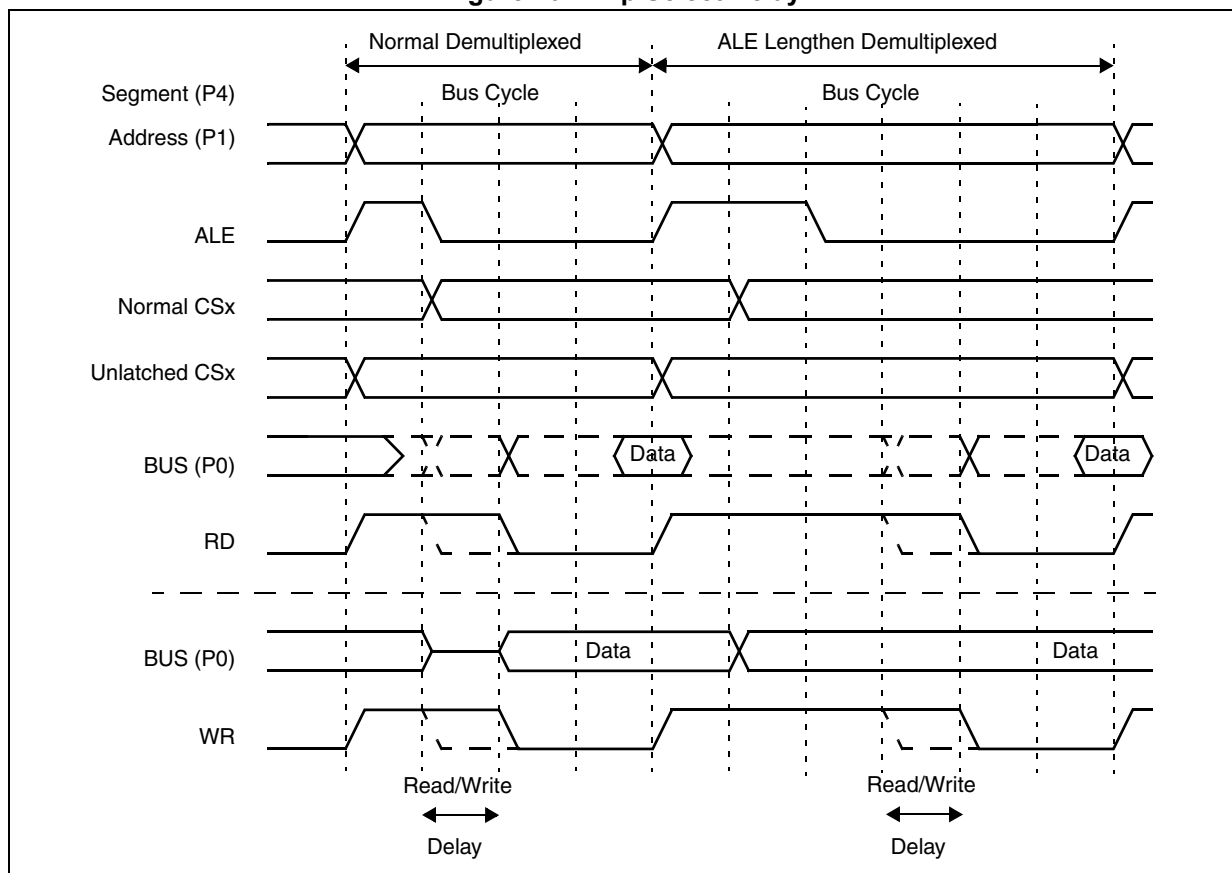 Normal Demultiplexed ALE Lengthen Demultiplexed
Segment (P4) Bus Cycle Bus Cycle
Address (P1)
ALE
Normal CSx
Unlatched CSx
BUS (P0) Data Data
RD
BUS (P0) Data Data
WR
Read/Write Read/Write
Delay Delay